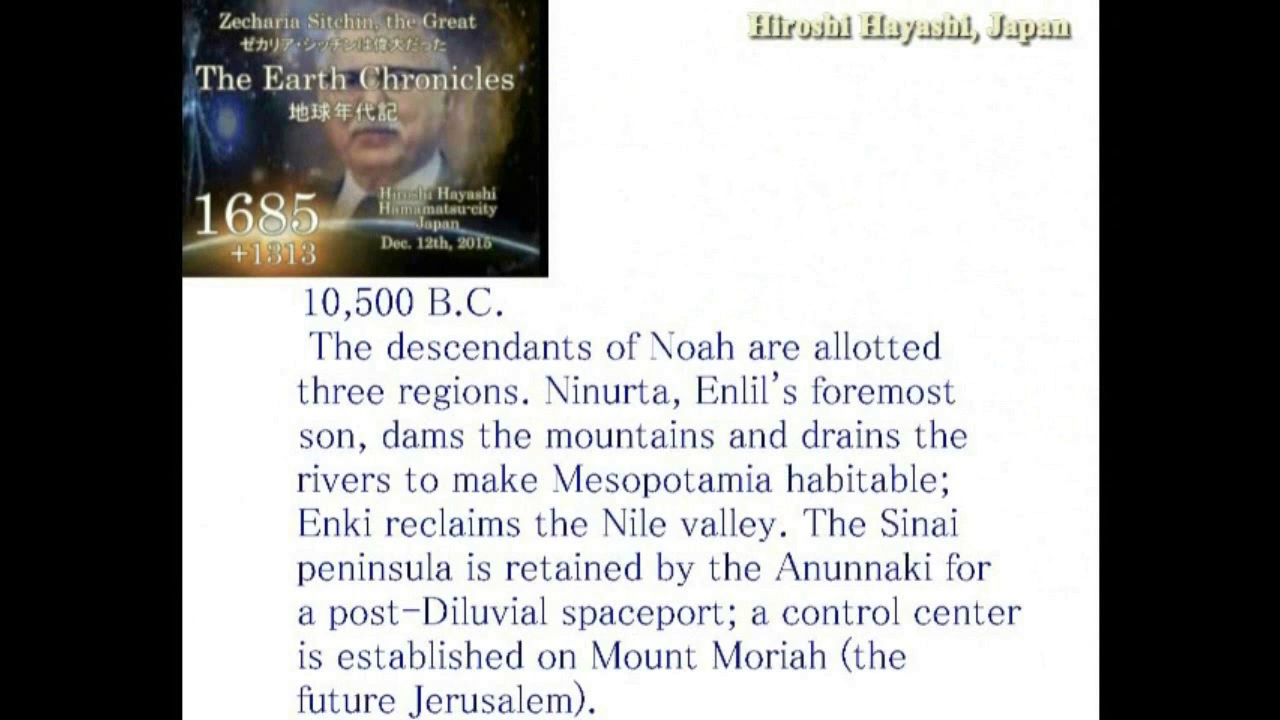 Zecharia Sitchin, the Great
ゼカリア・シッチンは偉大だった
The Earth Chronicles
地球年代記
1685
+1313
Hiroshi Hayashi
Hamamatsu-city
Japan
Dec. 12th, 2015
Hiroshi Hayashi, Japan
10,500 B.C.
The descendants of Noah are allotted
three regions. Ninurta, Enlil’s foremost
son, dams the mountains and drains the
rivers to make Mesopotamia habitable;
Enki reclaims the Nile valley. The Sinai
peninsula is retained by the Anunnaki for
a post-Diluvial spaceport; a control center
is established on Mount Moriah (the
future Jerusalem).